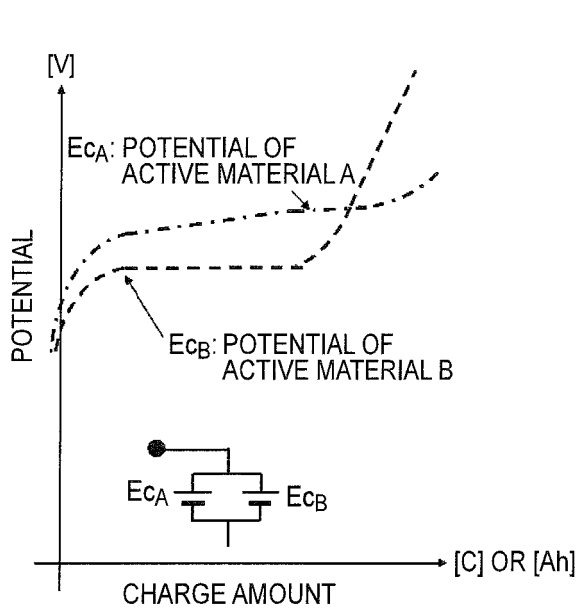 [V]
EcA: POTENTIAL OF
ACTIVE MATERIAL A
POTENTIAL
EcB: POTENTIAL OF
ACTIVE MATERIAL B
EcA
EcB
[C] OR [Ah]
CHARGE AMOUNT